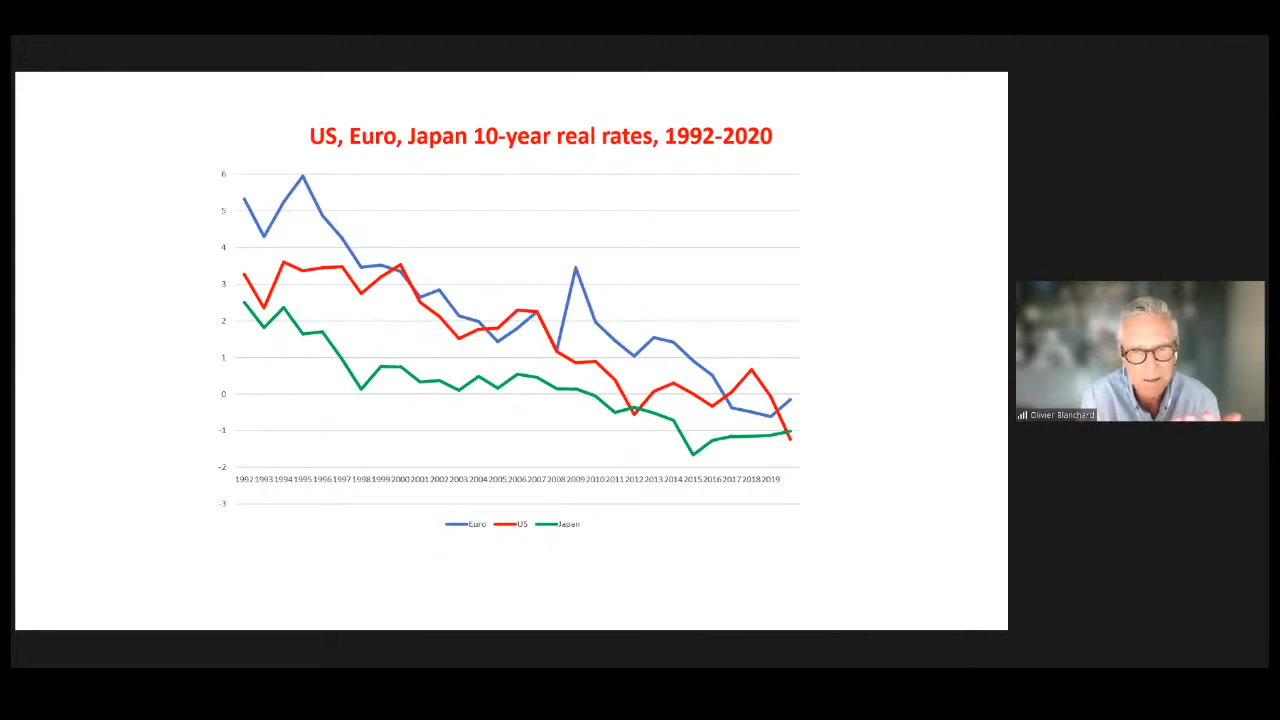 US, Euro, Japan 10-year real rates, 1992-2020
6
5
4
3
2
1
0
-1
-2
1992 1993 1994 1995 1996 1997 1998 1999 2000 2001 2002 2003 2004 2005 2006 2007 2008 2009 2010 2011 2012 2013 2014 2015 2016 2017 2018 2019
-3
Euro US Japan
Olivier Blanchard